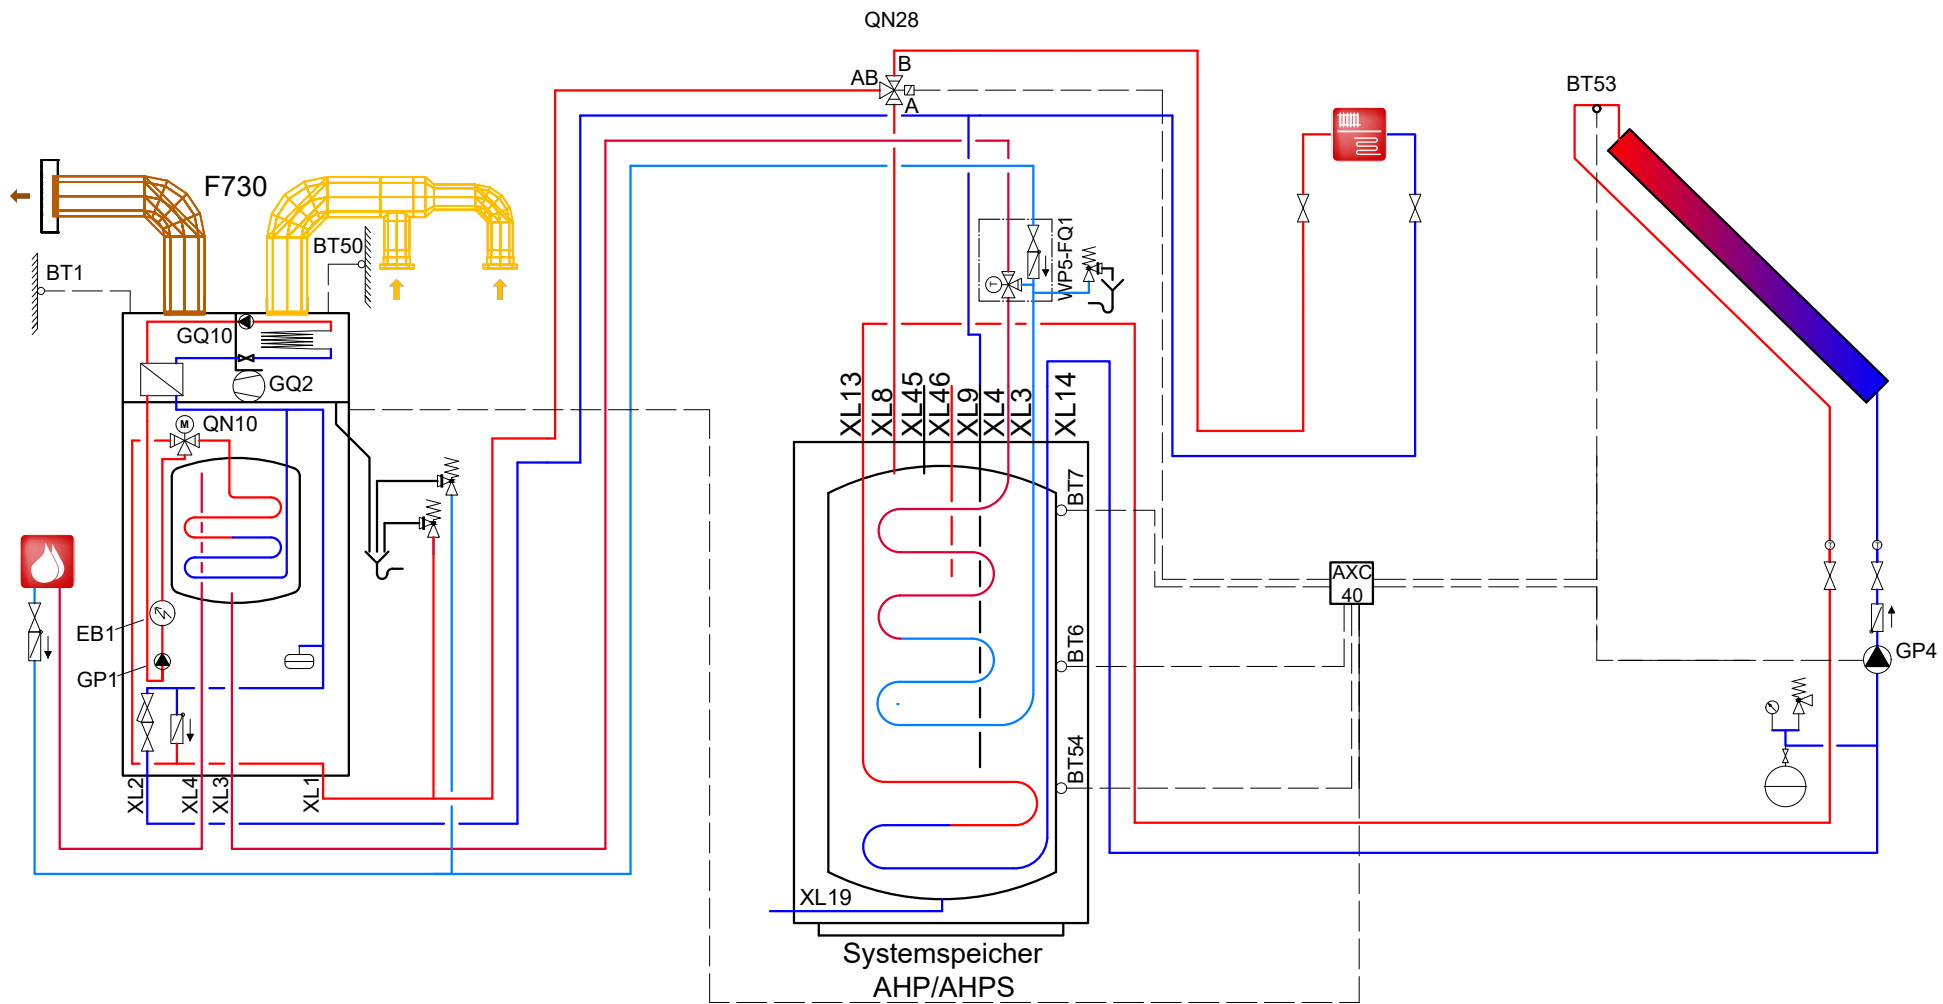 QN28
B
AB
A
BT53
F730
BT50
BT1
WP5-FQ1
T
GQ10
GQ2
XL13
XL8
XL45
XL46
XL9
XL4
XL3
XL14
M
QN10
BT7
T
T
AXC
40
EB1
BT6
GP4
GP1
BT54
XL2
XL4
XL3
XL1
XL19
Systemspeicher
AHP/AHPS